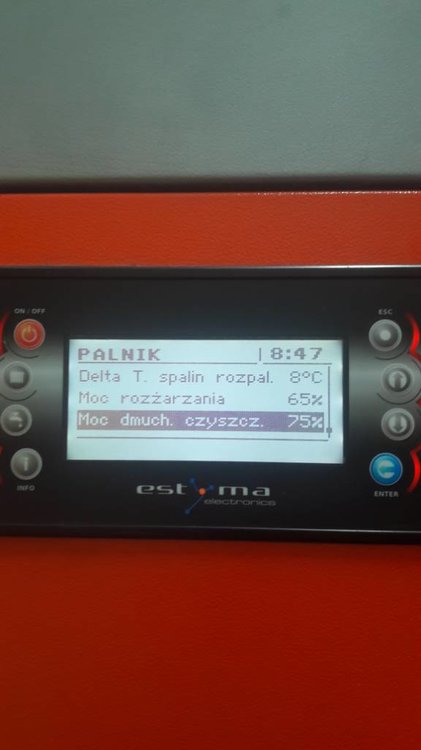 ON / OFF
ESC
PALNIK 8:47
Delta T. spalin rozpal. 8°C
Moc rozżarzania 65%
Moc dmuch. czyszcz. 75%
INFO
ENTER
estyma
electronics